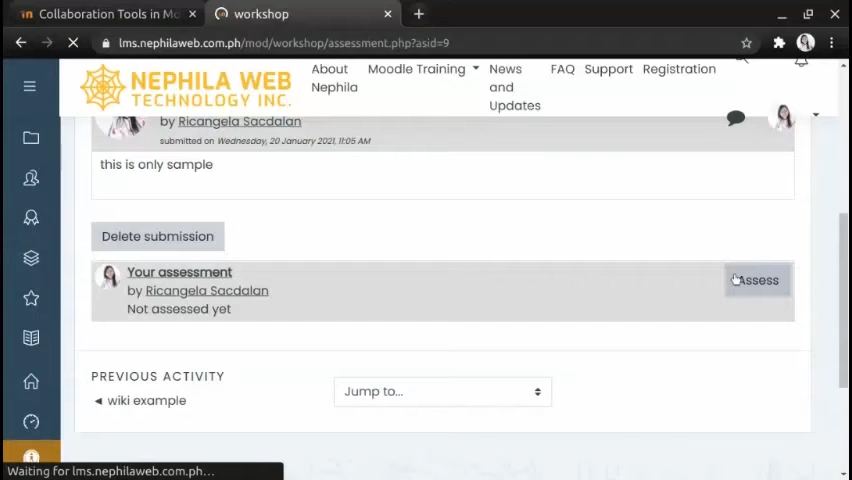 Collaboration Tools in Mo
workshop
lms.nephilaweb.com.ph/mod/workshop/assessment.php?asid=9
NEPHILA WEB
TECHNOLOGY INC.
About
Nephila
Moodle Training
News
and
Updates
FAQ
Support
Registration
by Ricangela Sacdalan
submitted on Wednesday, 20 January 2021, 11:05 AM
this is only sample
Delete submission
Your assessment
by Ricangela Sacdalan
Not assessed yet
Assess
PREVIOUS ACTIVITY
◄ wiki example
Jump to...
Waiting for lms.nephilaweb.com.ph...